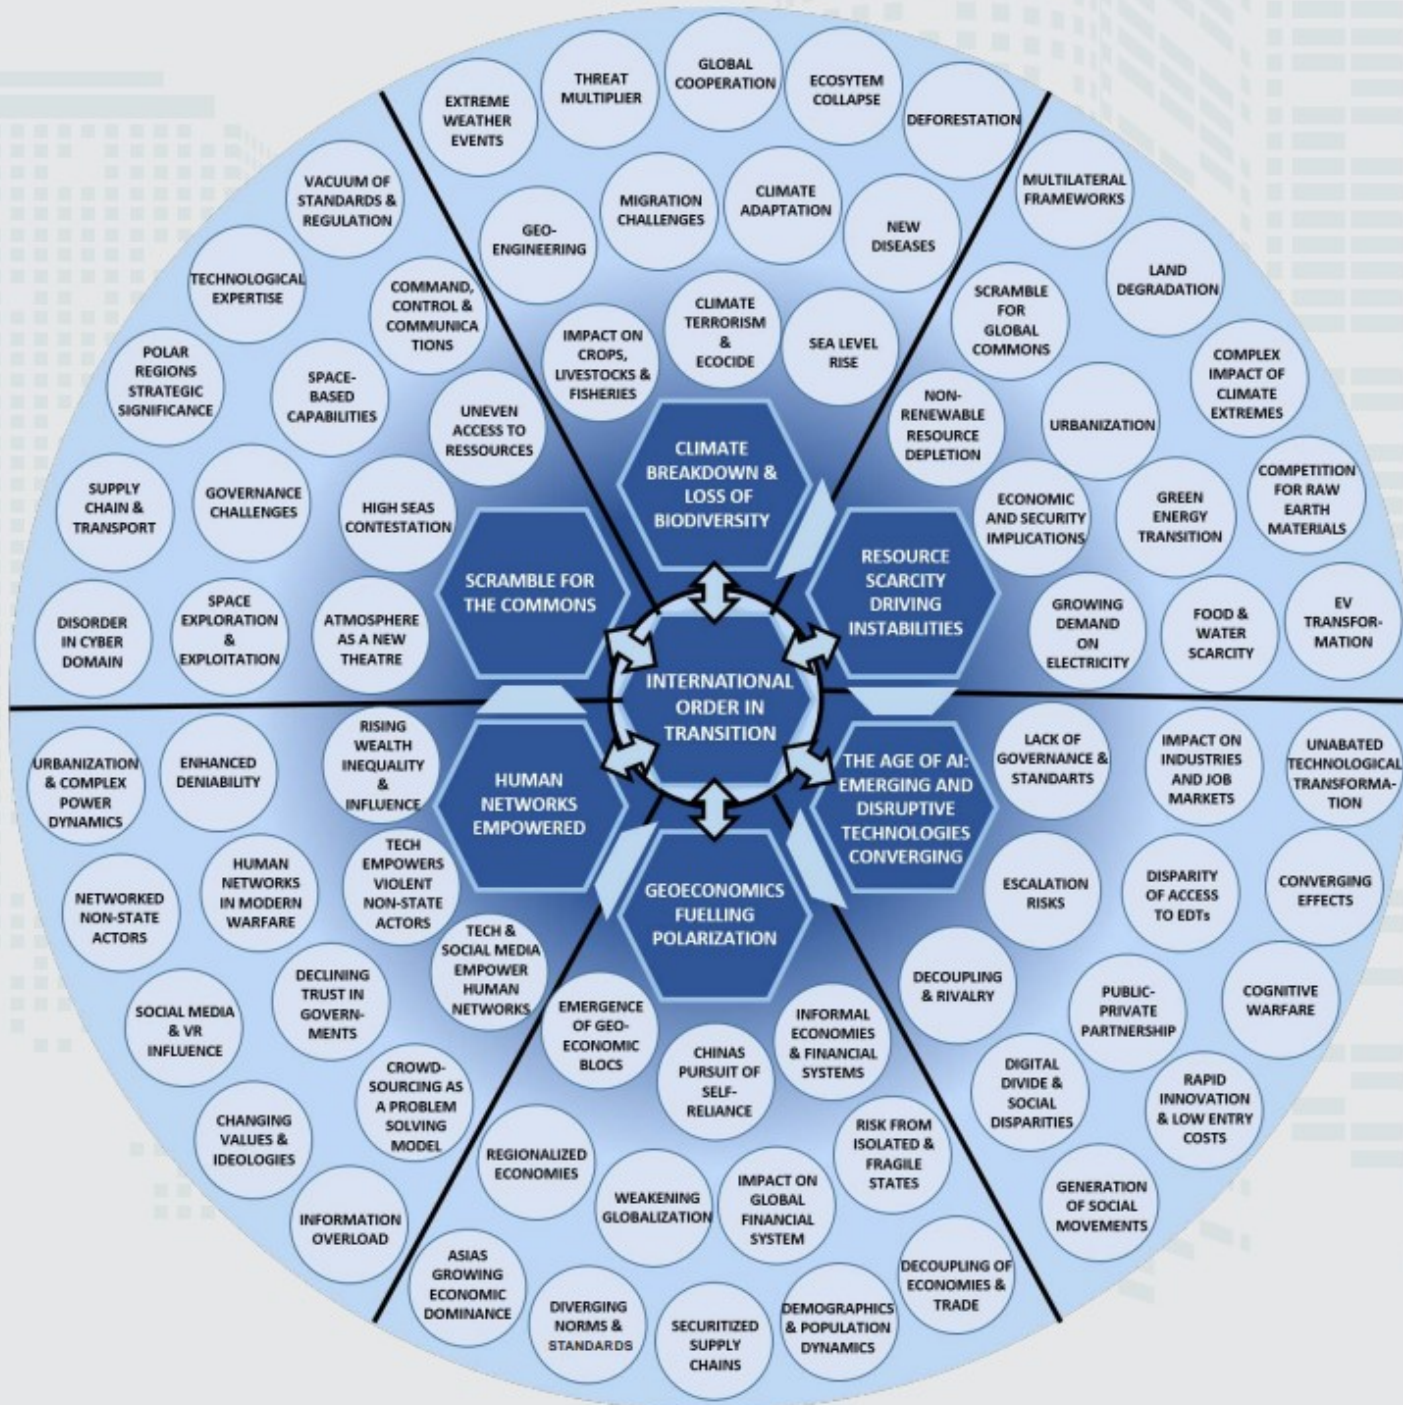 INTERNATIONAL
ORDER IN
TRANSITION
CLIMATE
BREAKDOWN &
LOSS OF
BIODIVERSITY
EXTREME
WEATHER
EVENTS
THREAT
MULTIPLIER
GLOBAL
COOPERATION
ECOSYTEM
COLLAPSE
DEFORESTATION
GEO-
ENGINEERING
MIGRATION
CHALLENGES
CLIMATE
ADAPTATION
NEW
DISEASES
IMPACT ON
CROPS,
LIVESTOCKS &
FISHERIES
CLIMATE
TERRORISM
&
ECOCIDE
SEA LEVEL
RISE
RESOURCE
SCARCITY
DRIVING
INSTABILITIES
MULTILATERAL
FRAMEWORKS
LAND
DEGRADATION
SCRAMBLE
FOR
GLOBAL
COMMONS
COMPLEX
IMPACT OF
CLIMATE
EXTREMES
NON-
RENEWABLE
RESOURCE
DEPLETION
URBANIZATION
COMPETITION
FOR RAW
EARTH
MATERIALS
ECONOMIC
AND SECURITY
IMPLICATIONS
GREEN
ENERGY
TRANSITION
GROWING
DEMAND
ON
ELECTRICITY
FOOD &
WATER
SCARCITY
EV
TRANSFOR-
MATION
THE AGE OF AI:
EMERGING AND
DISRUPTIVE
TECHNOLOGIES
CONVERGING
LACK OF
GOVERNANCE &
STANDARTS
IMPACT ON
INDUSTRIES
AND JOB
MARKETS
UNABATED
TECHNOLOGICAL
TRANSFORMA-
TION
ESCALATION
RISKS
DISPARITY
OF ACCESS
TO EDTs
CONVERGING
EFFECTS
DECOUPLING
& RIVALRY
PUBLIC-
PRIVATE
PARTNERSHIP
COGNITIVE
WARFARE
DIGITAL
DIVIDE &
SOCIAL
DISPARITIES
RAPID
INNOVATION
& LOW ENTRY
COSTS
GENERATION
OF SOCIAL
MOVEMENTS
GEOECONOMICS
FUELLING
POLARIZATION
EMERGENCE
OF GEO-
ECONOMIC
BLOCS
CHINAS
PURSUIT OF
SELF-
RELIANCE
INFORMAL
ECONOMIES
& FINANCIAL
SYSTEMS
REGIONALIZED
ECONOMIES
WEAKENING
GLOBALIZATION
IMPACT ON
GLOBAL
FINANCIAL
SYSTEM
RISK FROM
ISOLATED &
FRAGILE
STATES
ASIAS
GROWING
ECONOMIC
DOMINANCE
DIVERGING
NORMS &
STANDARDS
SECURITIZED
SUPPLY
CHAINS
DEMOGRAPHICS
& POPULATION
DYNAMICS
DECOUPLING OF
ECONOMIES &
TRADE
HUMAN
NETWORKS
EMPOWERED
URBANIZATION
& COMPLEX
POWER
DYNAMICS
ENHANCED
DENIABILITY
RISING
WEALTH
INEQUALITY
&
INFLUENCE
NETWORKED
NON-STATE
ACTORS
HUMAN
NETWORKS
IN MODERN
WARFARE
TECH
EMPOWERS
VIOLENT
NON-STATE
ACTORS
SOCIAL MEDIA
& VR
INFLUENCE
DECLINING
TRUST IN
GOVERN-
MENTS
TECH &
SOCIAL MEDIA
EMPOWER
HUMAN
NETWORKS
CHANGING
VALUES &
IDEOLOGIES
CROWD-
SOURCING AS
A PROBLEM
SOLVING
MODEL
INFORMATION
OVERLOAD
SCRAMBLE FOR
THE COMMONS
VACUUM OF
STANDARDS &
REGULATION
TECHNOLOGICAL
EXPERTISE
COMMAND,
CONTROL &
COMMUNICA
TIONS
POLAR
REGIONS
STRATEGIC
SIGNIFICANCE
SPACE-
BASED
CAPABILITIES
UNEVEN
ACCESS TO
RESSOURCES
SUPPLY
CHAIN &
TRANSPORT
GOVERNANCE
CHALLENGES
HIGH SEAS
CONTESTATION
DISORDER
IN CYBER
DOMAIN
SPACE
EXPLORATION
&
EXPLOITATION
ATMOSPHERE
AS A NEW
THEATRE